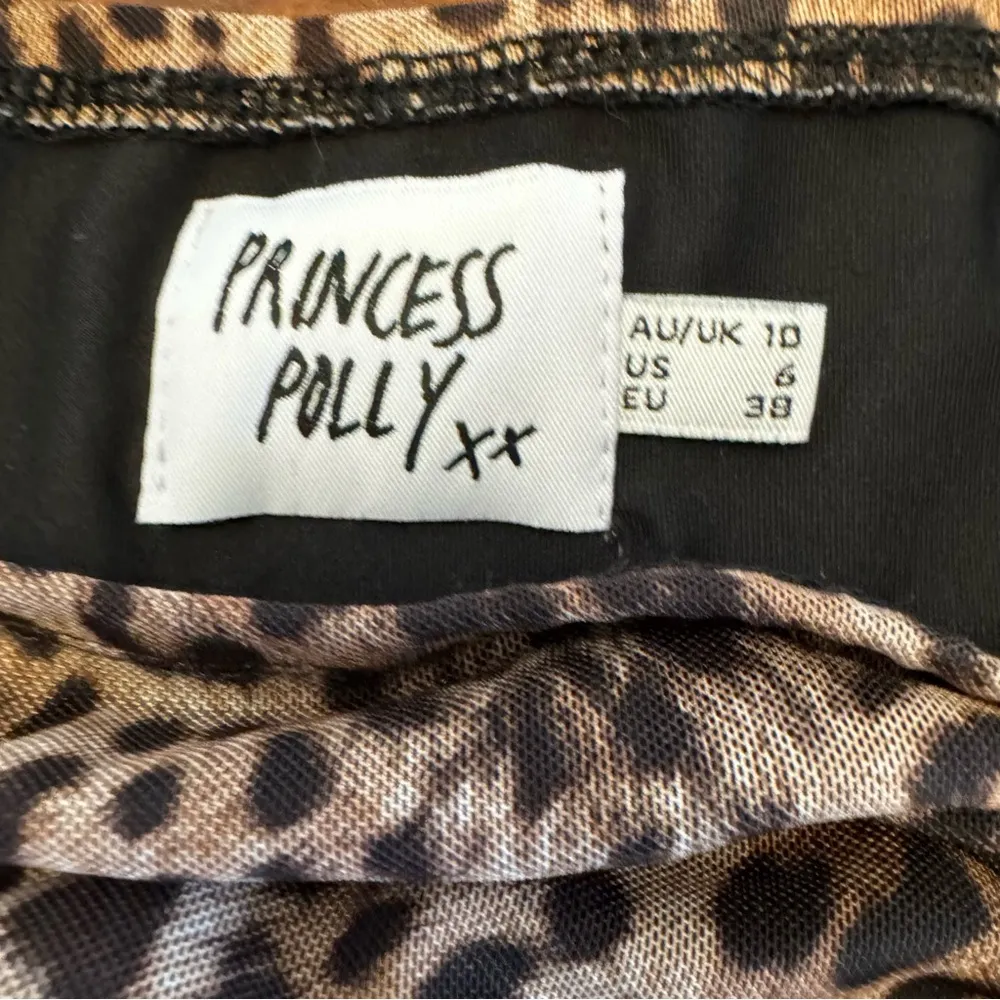 PRINCESS
POLLY xx
AU/UK 10
US 6
EU 38